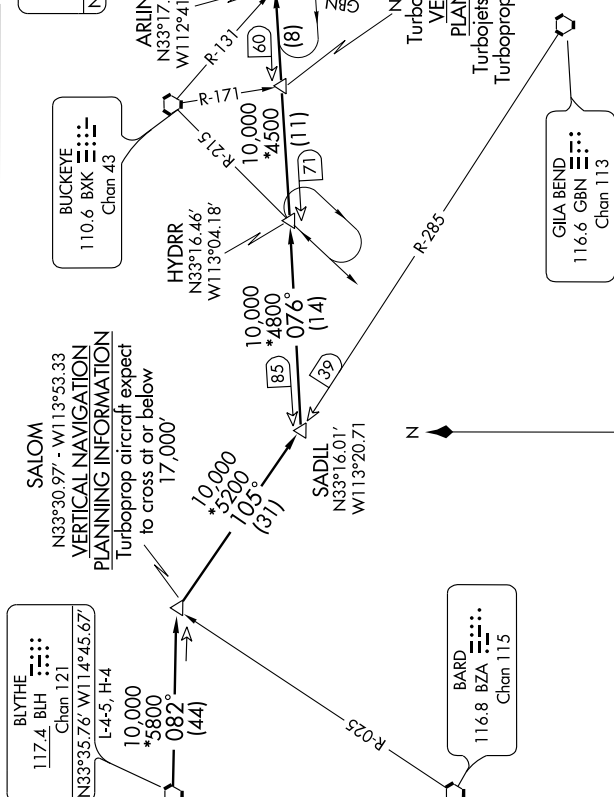 BLYTHE
117.4 BLH
Chan 121
N33°35.76' W114°45.67'
L-4-5, H-4
10,000
*5800
082°
(44)
SALOM
N33°30.97' - W113°53.33
VERTICAL NAVIGATION
PLANNING INFORMATION
Turboprop aircraft expect
to cross at or below
17,000'
10,000
*5200
105°
(31)
SADLL
N33°16.01'
W113°20.71
85
39
10,000
*4800
076°
(14)
HYDRR
N33°16.46'
W113°04.18'
BUCKEYE
110.6 BXK
Chan 43
R-215
R-171
R-131
71
10,000
*4500
(11)
60
(8)
GBN
ARLIN
N33°17.
W112°41
N
Turbo
VE
PLAN
Turbojets
Turboprop
R-285
GILA BEND
116.6 GBN
Chan 113
N
R-025
BARD
116.8 BZA
Chan 115